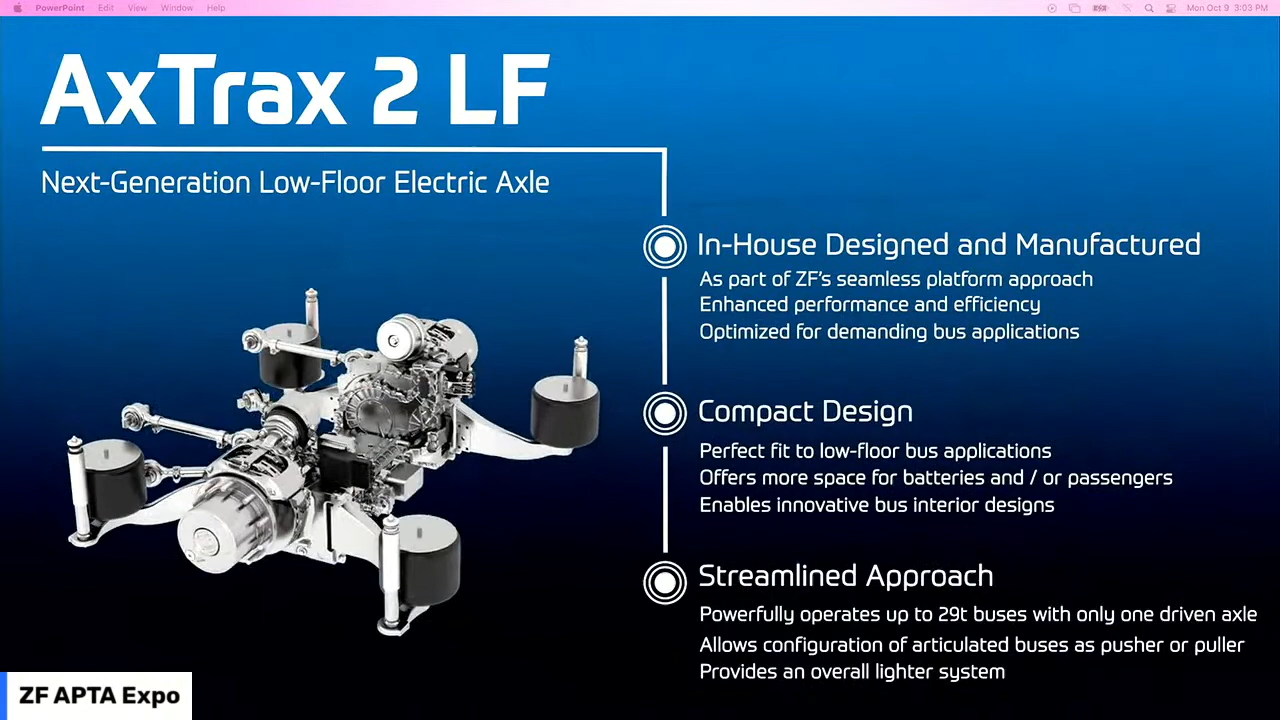 PowerPoint Edit View Window Help
Mon Oct 9 3:03 PM
AxTrax 2 LF
Next-Generation Low-Floor Electric Axle
In-House Designed and Manufactured
As part of ZF's seamless platform approach
Enhanced performance and efficiency
Optimized for demanding bus applications
Compact Design
Perfect fit to low-floor bus applications
Offers more space for batteries and / or passengers
Enables innovative bus interior designs
Streamlined Approach
Powerfully operates up to 29t buses with only one driven axle
Allows configuration of articulated buses as pusher or puller
Provides an overall lighter system
ZF APTA Expo